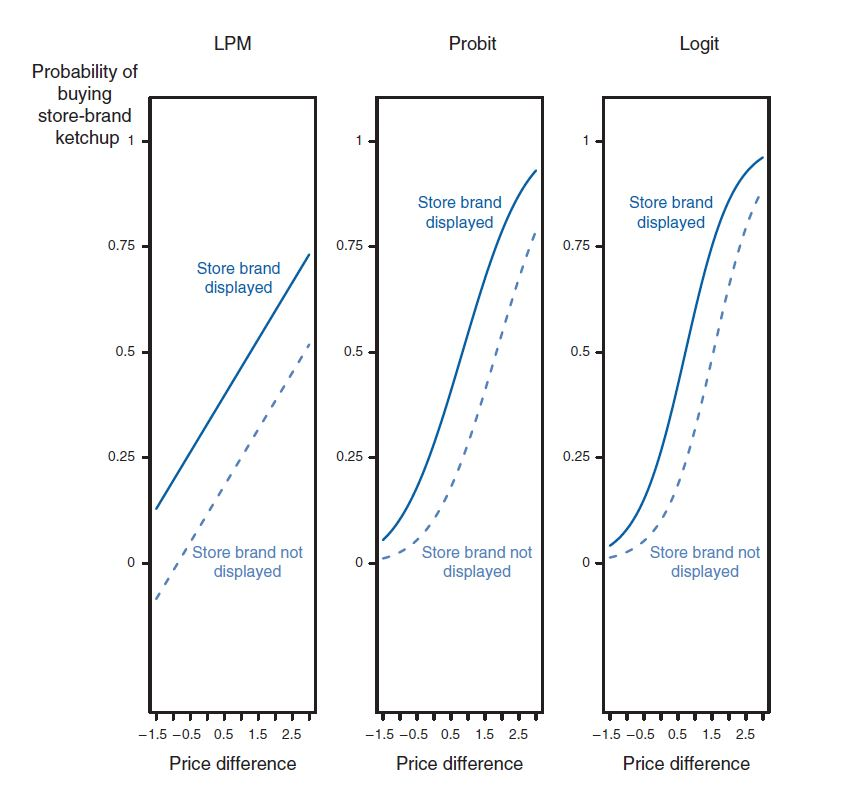 LPM
Probit
Logit
Probability of
buying
store-brand
ketchup
1
0.75
0.5
0.25
0
Store brand
displayed
Store brand not
displayed
−1.5 −0.5 0.5 1.5 2.5
Price difference
1
0.75
0.5
0.25
0
Store brand
displayed
Store brand not
displayed
−1.5 −0.5 0.5 1.5 2.5
Price difference
1
0.75
0.5
0.25
0
Store brand
displayed
Store brand not
displayed
−1.5 −0.5 0.5 1.5 2.5
Price difference